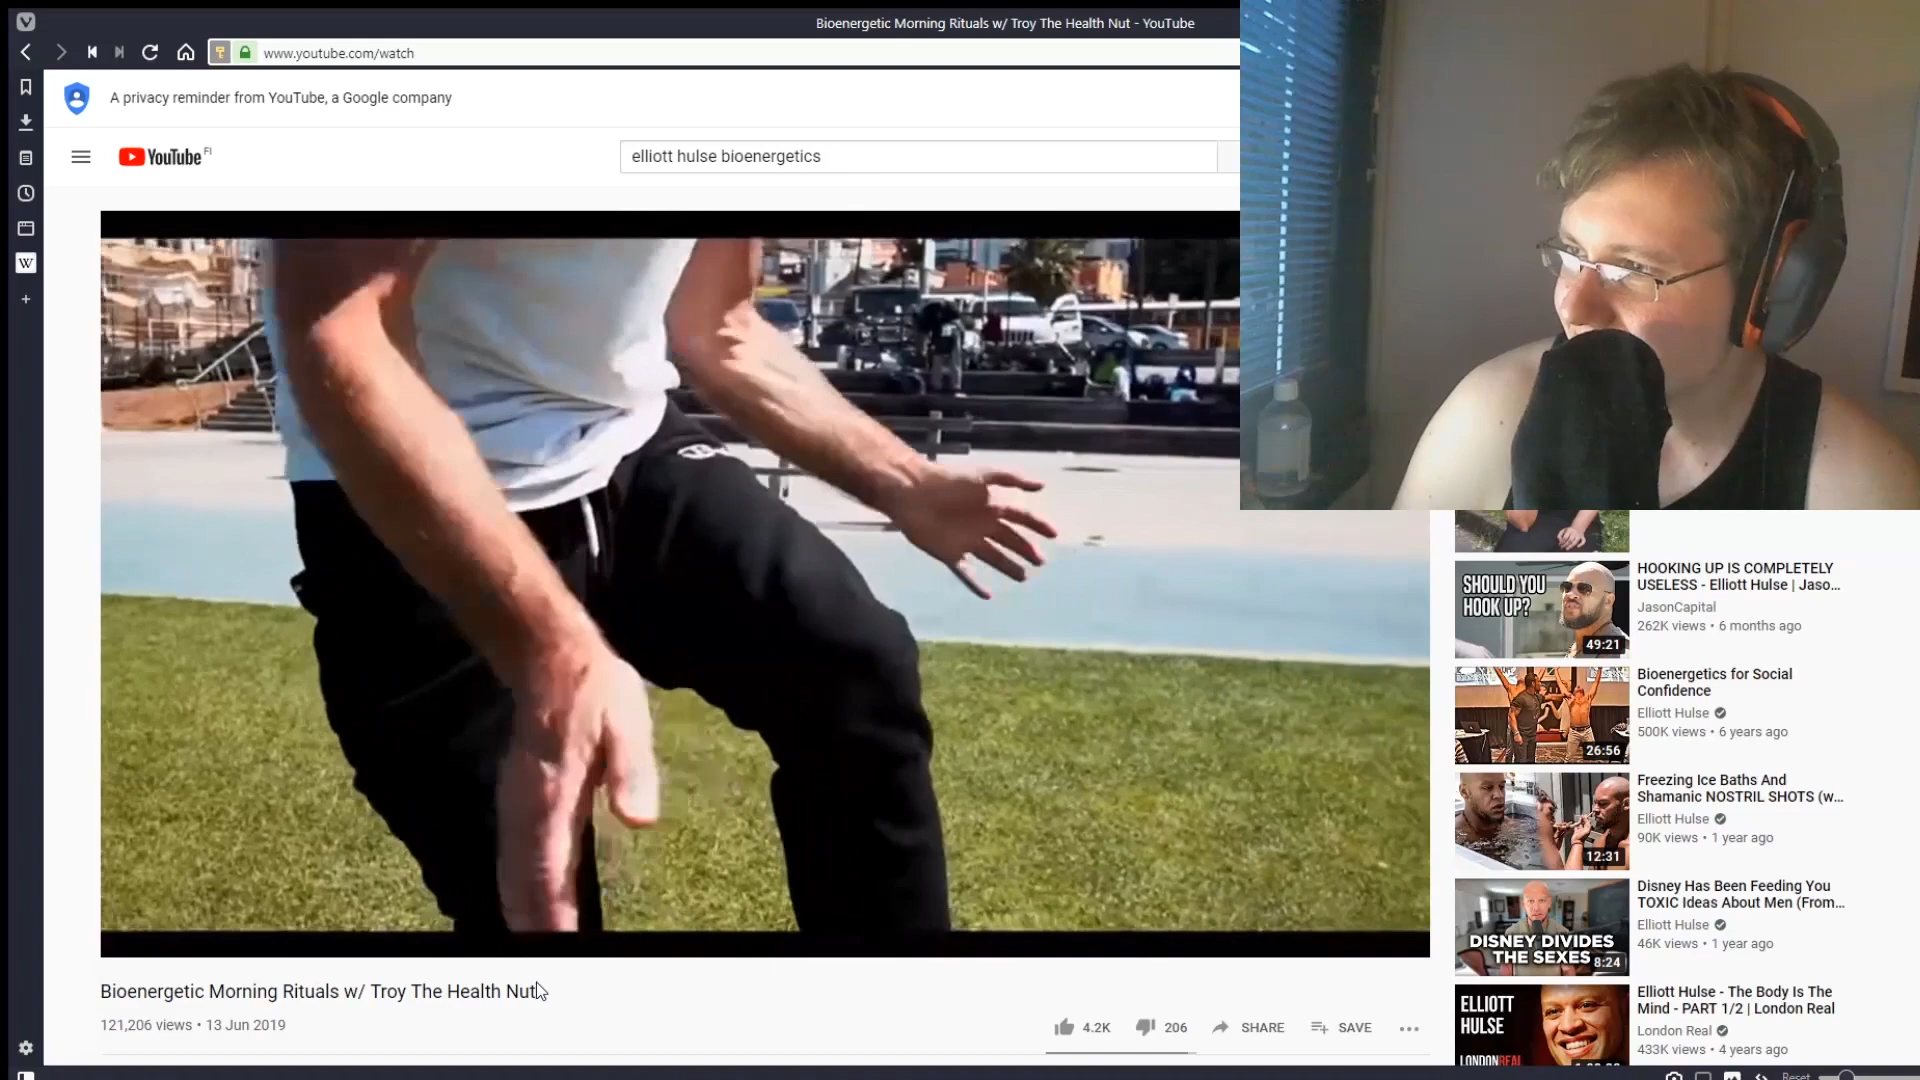 Bioenergetic Morning Rituals w/ Troy The Health Nut - YouTube
www.youtube.com/watch
A privacy reminder from YouTube, a Google company
YouTube FI
elliott hulse bioenergetics
W
SHOULD YOU
HOOK UP?
49:21
HOOKING UP IS COMPLETELY
USELESS - Elliott Hulse | Jaso...
JasonCapital
262K views • 6 months ago
26:56
Bioenergetics for Social
Confidence
Elliott Hulse
500K views • 6 years ago
12:31
Freezing Ice Baths And
Shamanic NOSTRIL SHOTS (w...
Elliott Hulse
90K views • 1 year ago
DISNEY DIVIDES
THE SEXES
8:24
Disney Has Been Feeding You
TOXIC Ideas About Men (From...
Elliott Hulse
46K views • 1 year ago
ELLIOTT
HULSE
LONDONREAL
Elliott Hulse - The Body Is The
Mind - PART 1/2 | London Real
London Real
433K views • 4 years ago
Bioenergetic Morning Rituals w/ Troy The Health Nut
121,206 views • 13 Jun 2019
4.2K
206
SHARE
SAVE
Reset